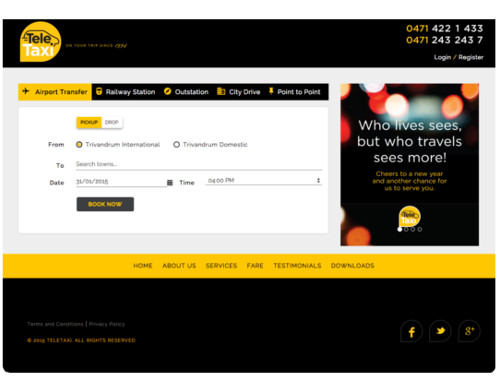 Tele
Taxi
ON YOUR TRIP SINCE 1994
0471 422 1 433
0471 243 243 7
Login / Register
Airport Transfer
Railway Station
Outstation
City Drive
Point to Point
PICKUP
DROP
From
Trivandrum International
Trivandrum Domestic
To
Search towns...
Date
31/01/2015
Time
04:00 PM
BOOK NOW
Who lives sees,
but who travels
sees more!
Cheers to a new year
and another chance for
us to serve you.
Tele
Taxi
HOME
ABOUT US
SERVICES
FARE
TESTIMONIALS
DOWNLOADS
Terms and Conditions | Privacy Policy
© 2015 TELETAXI. ALL RIGHTS RESERVED